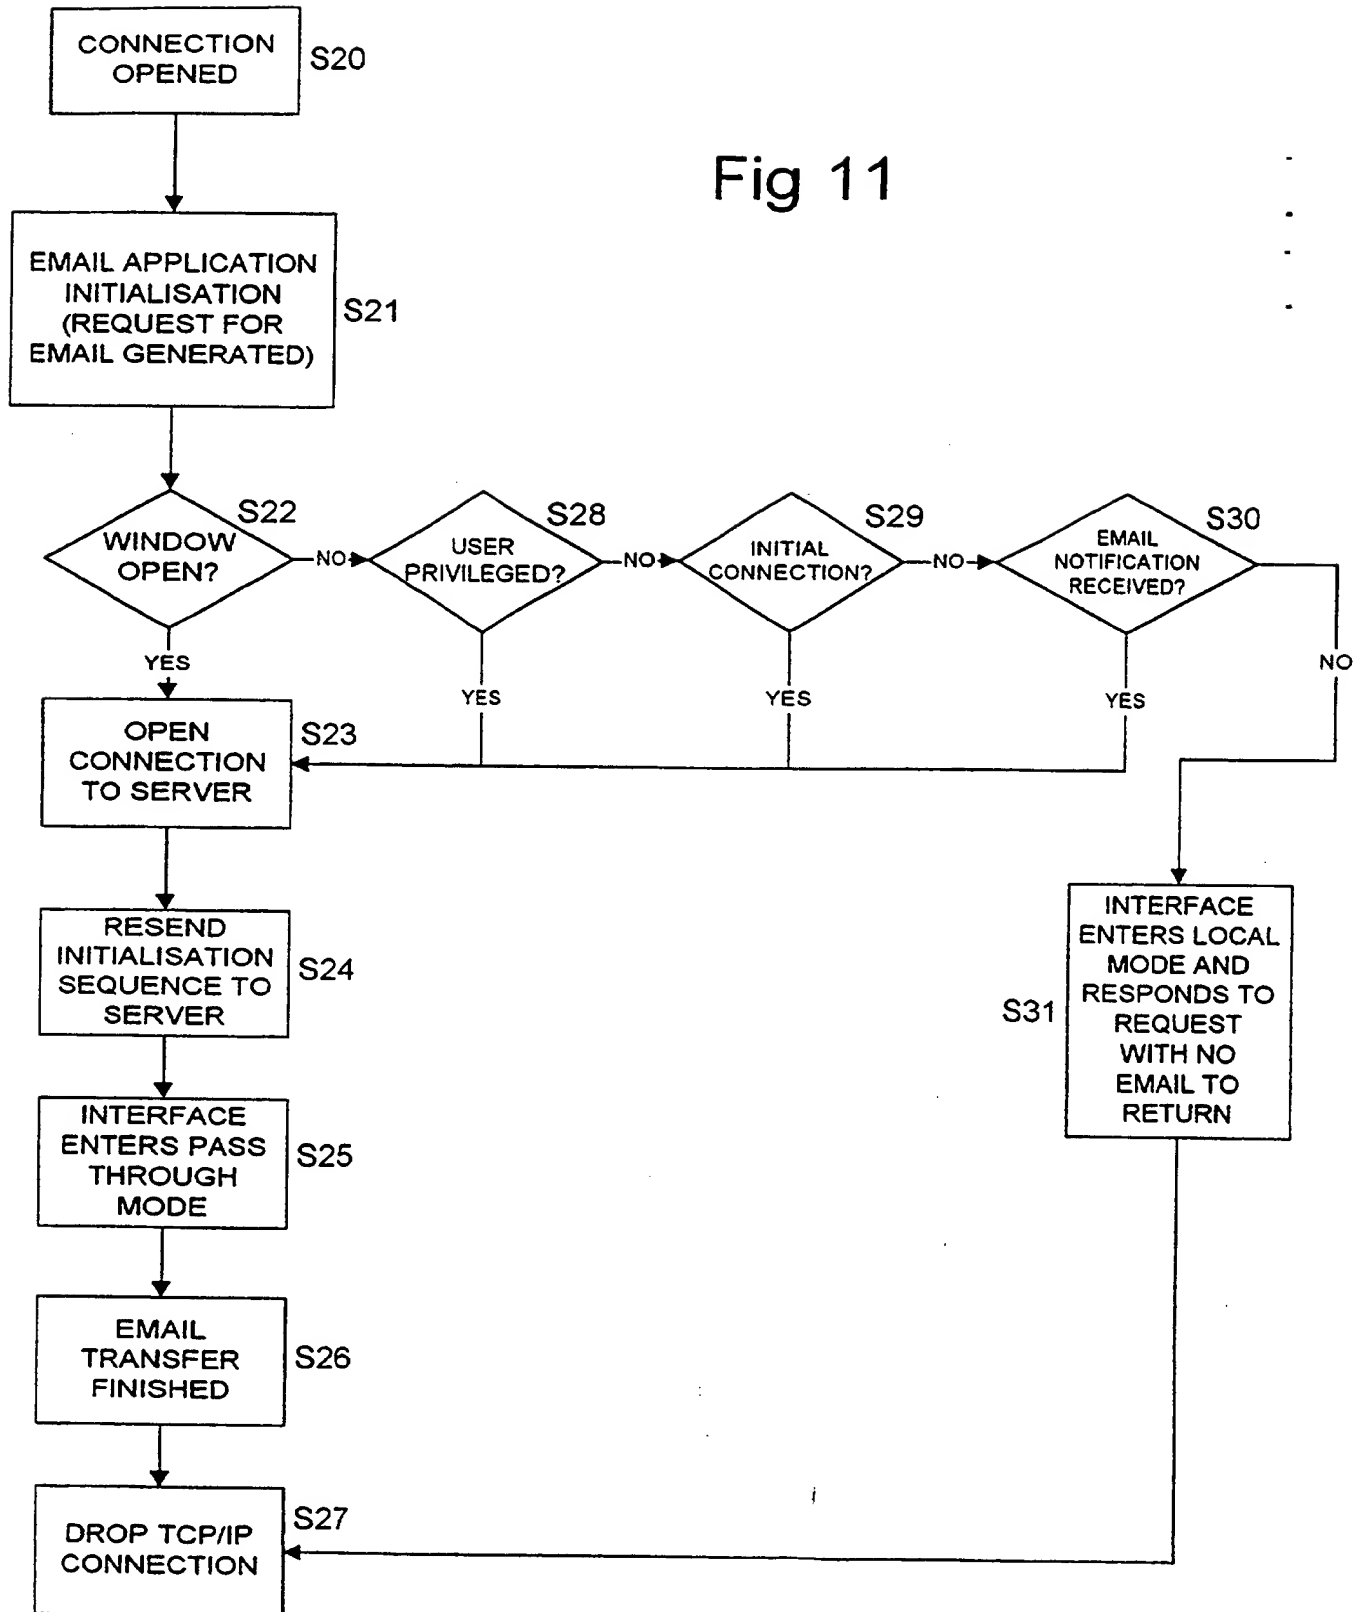 CONNECTION
OPENED
S20
Fig 11
EMAIL APPLICATION
INITIALISATION
(REQUEST FOR
EMAIL GENERATED)
S21
WINDOW
OPEN?
S22
NO
USER
PRIVILEGED?
S28
NO
INITIAL
CONNECTION?
S29
NO
EMAIL
NOTIFICATION
RECEIVED?
S30
NO
YES
YES
YES
YES
OPEN
CONNECTION
TO SERVER
S23
RESEND
INITIALISATION
SEQUENCE TO
SERVER
S24
INTERFACE
ENTERS LOCAL
MODE AND
RESPONDS TO
REQUEST
WITH NO
EMAIL TO
RETURN
S31
INTERFACE
ENTERS PASS
THROUGH
MODE
S25
EMAIL
TRANSFER
FINISHED
S26
DROP TCP/IP
CONNECTION
S27